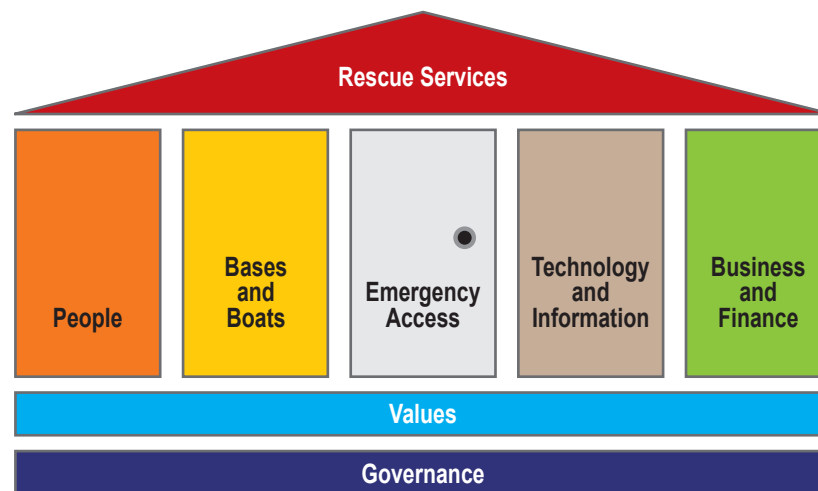 Rescue Services
People
Bases
and
Boats
Emergency
Access
Technology
and
Information
Business
and
Finance
Values
Governance